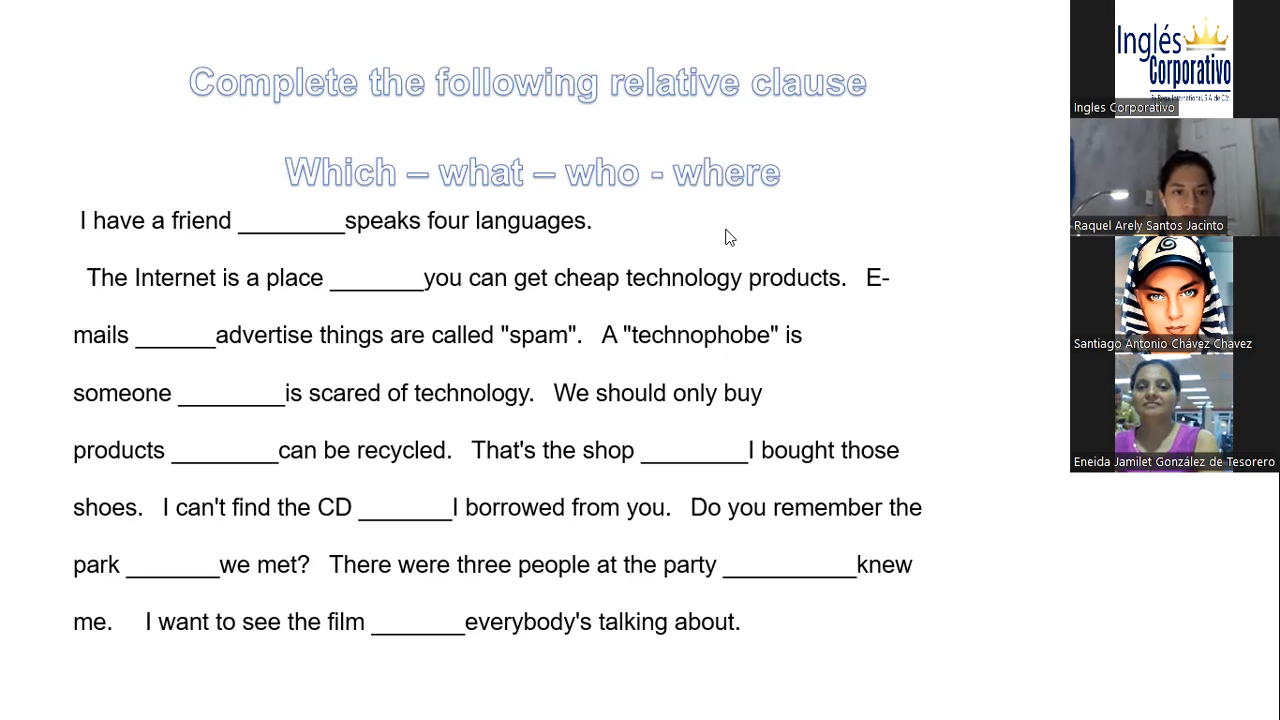 Complete the following relative clause
Which – what – who - where
I have a friend ________speaks four languages.
The Internet is a place _______you can get cheap technology products.   E-
mails ______advertise things are called "spam".   A "technophobe" is
someone ________is scared of technology.   We should only buy
products ________can be recycled.   That's the shop ________I bought those
shoes.   I can't find the CD _______I borrowed from you.   Do you remember the
park _______we met?   There were three people at the party __________knew
me.     I want to see the film _______everybody's talking about.
Inglés
Corporativo
Ingles Corporativo
Raquel Arely Santos Jacinto
Santiago Antonio Chávez Chavez
Eneida Jamilet González de Tesorero